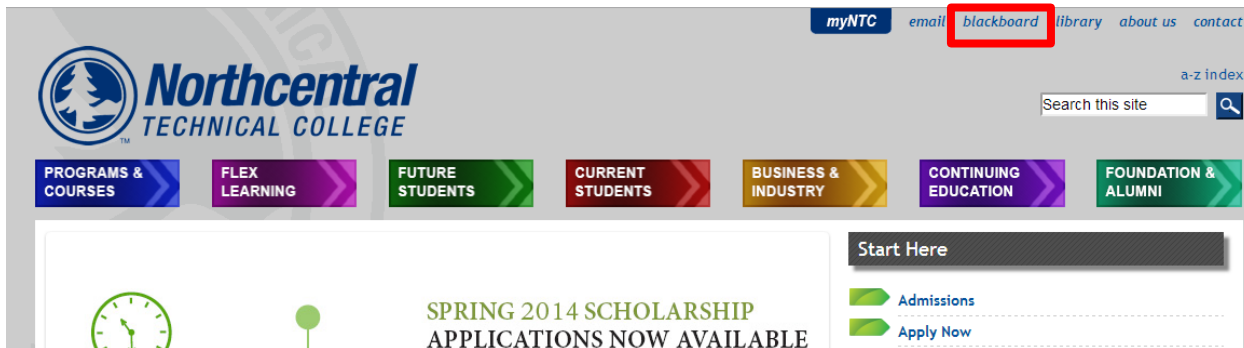 myNTC email blackboard library about us contact
a-z index
Northcentral
TECHNICAL COLLEGE
TM
Search this site
PROGRAMS &
COURSES
FLEX
LEARNING
FUTURE
STUDENTS
CURRENT
STUDENTS
BUSINESS &
INDUSTRY
CONTINUING
EDUCATION
FOUNDATION &
ALUMNI
Start Here
SPRING 2014 SCHOLARSHIP
APPLICATIONS NOW AVAILABLE
Admissions
Apply Now